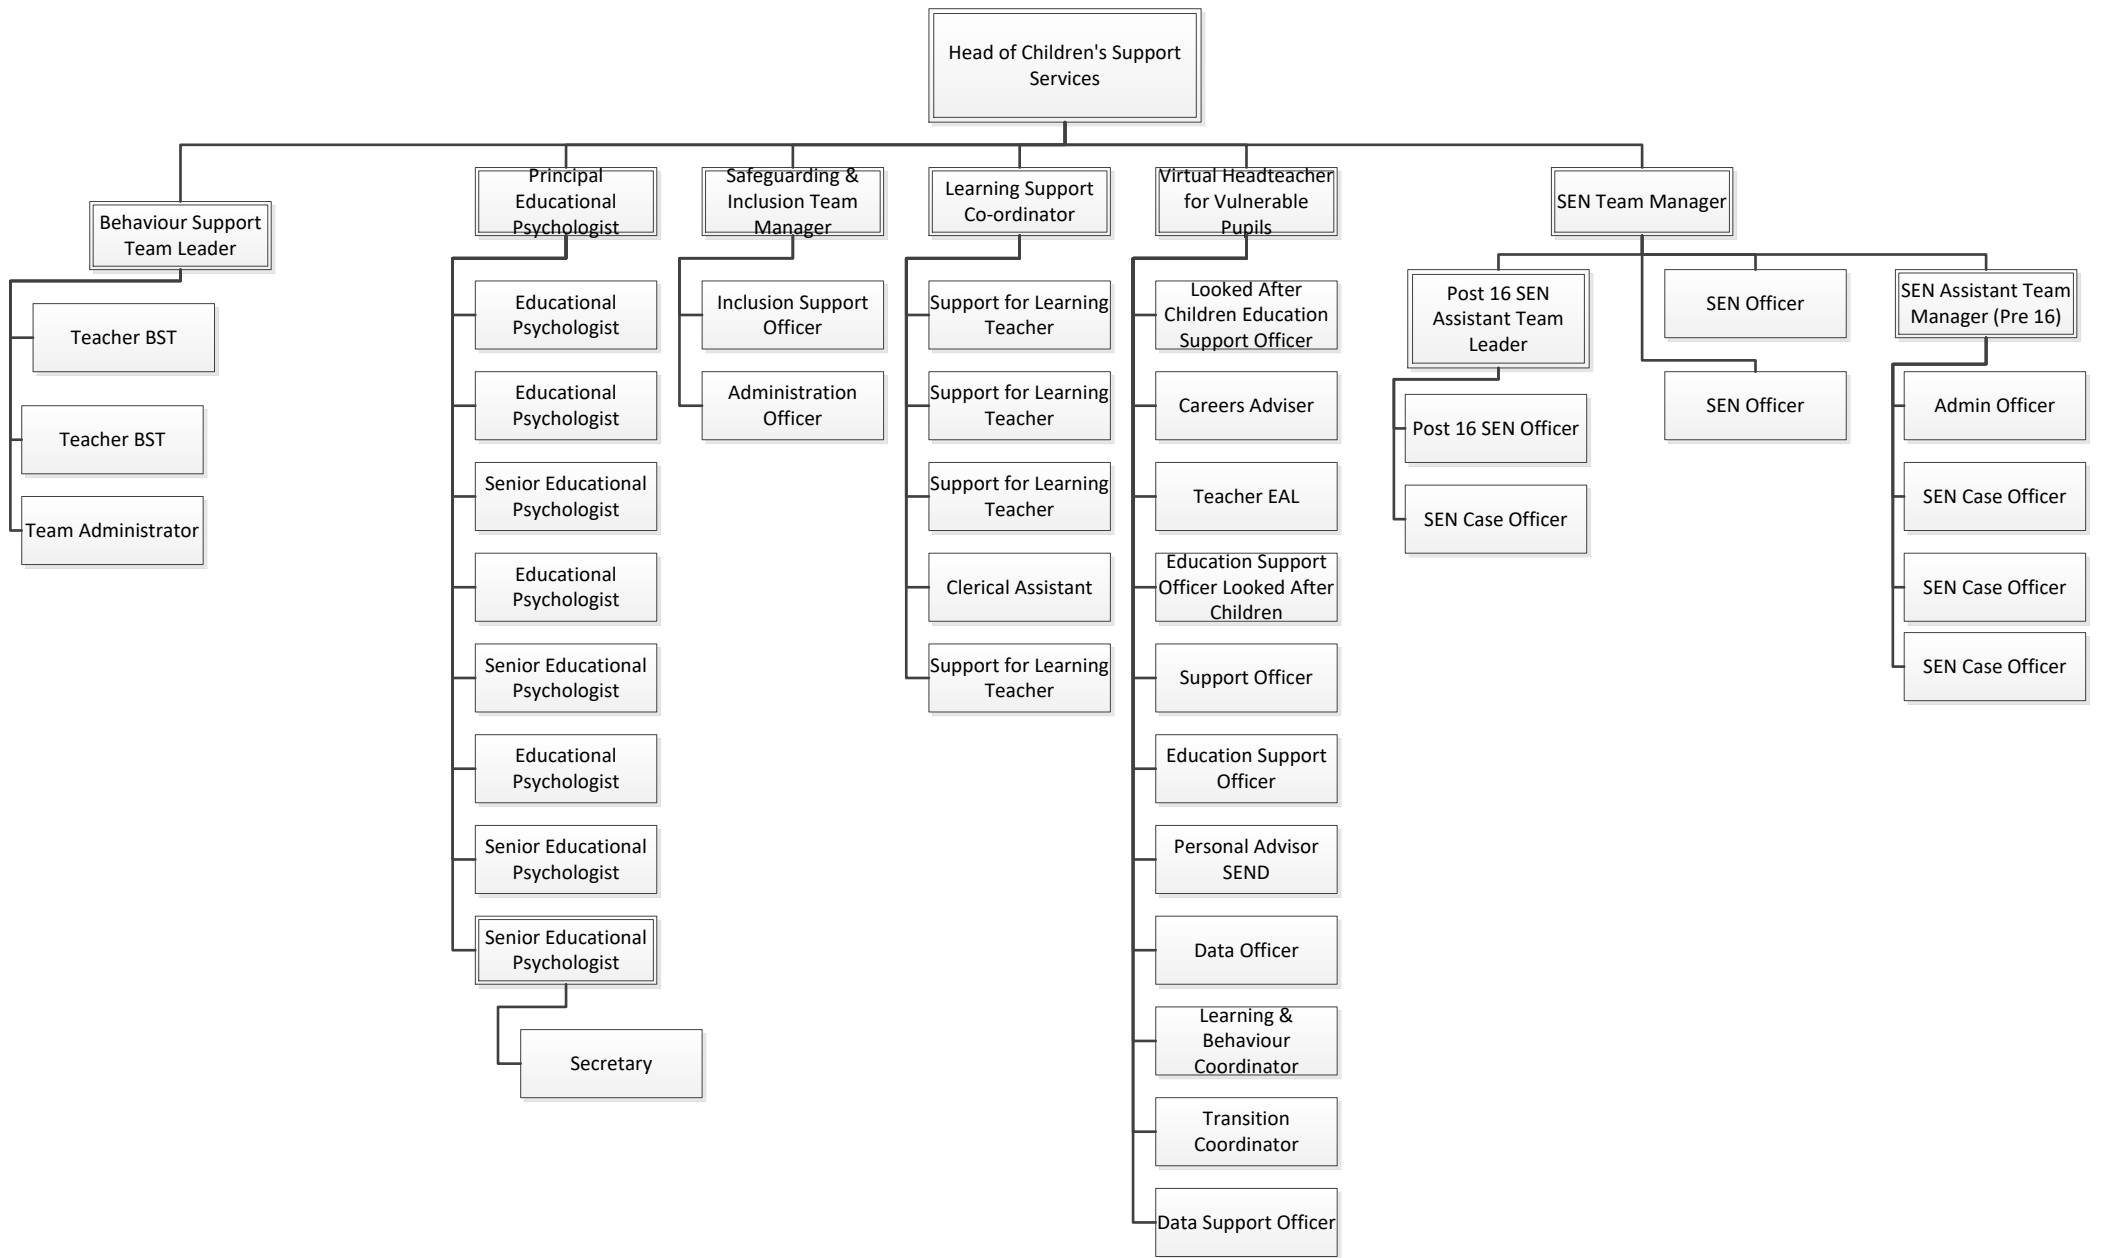 Head of Children's Support
Services
Behaviour Support
Team Leader
Teacher BST
Teacher BST
Team Administrator
Principal
Educational
Psychologist
Educational
Psychologist
Educational
Psychologist
Senior Educational
Psychologist
Educational
Psychologist
Senior Educational
Psychologist
Educational
Psychologist
Senior Educational
Psychologist
Senior Educational
Psychologist
Secretary
Safeguarding &
Inclusion Team
Manager
Inclusion Support
Officer
Administration
Officer
Learning Support
Co-ordinator
Support for Learning
Teacher
Support for Learning
Teacher
Support for Learning
Teacher
Clerical Assistant
Support for Learning
Teacher
Virtual Headteacher
for Vulnerable
Pupils
Looked After
Children Education
Support Officer
Careers Adviser
Teacher EAL
Education Support
Officer Looked After
Children
Support Officer
Education Support
Officer
Personal Advisor
SEND
Data Officer
Learning &
Behaviour
Coordinator
Transition
Coordinator
Data Support Officer
SEN Team Manager
Post 16 SEN
Assistant Team
Leader
Post 16 SEN Officer
SEN Case Officer
SEN Officer
SEN Officer
SEN Assistant Team
Manager (Pre 16)
Admin Officer
SEN Case Officer
SEN Case Officer
SEN Case Officer